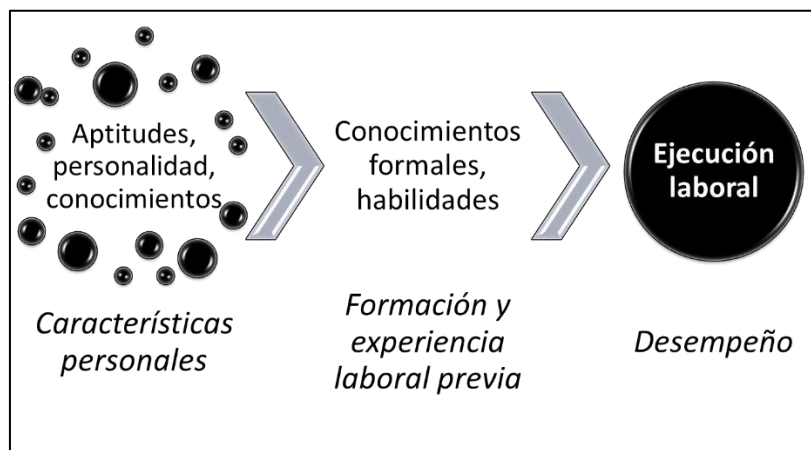 Aptitudes,
personalidad,
conocimientos
Características
personales
Conocimientos
formales,
habilidades
Formación y
experiencia
laboral previa
Ejecución
laboral
Desempeño